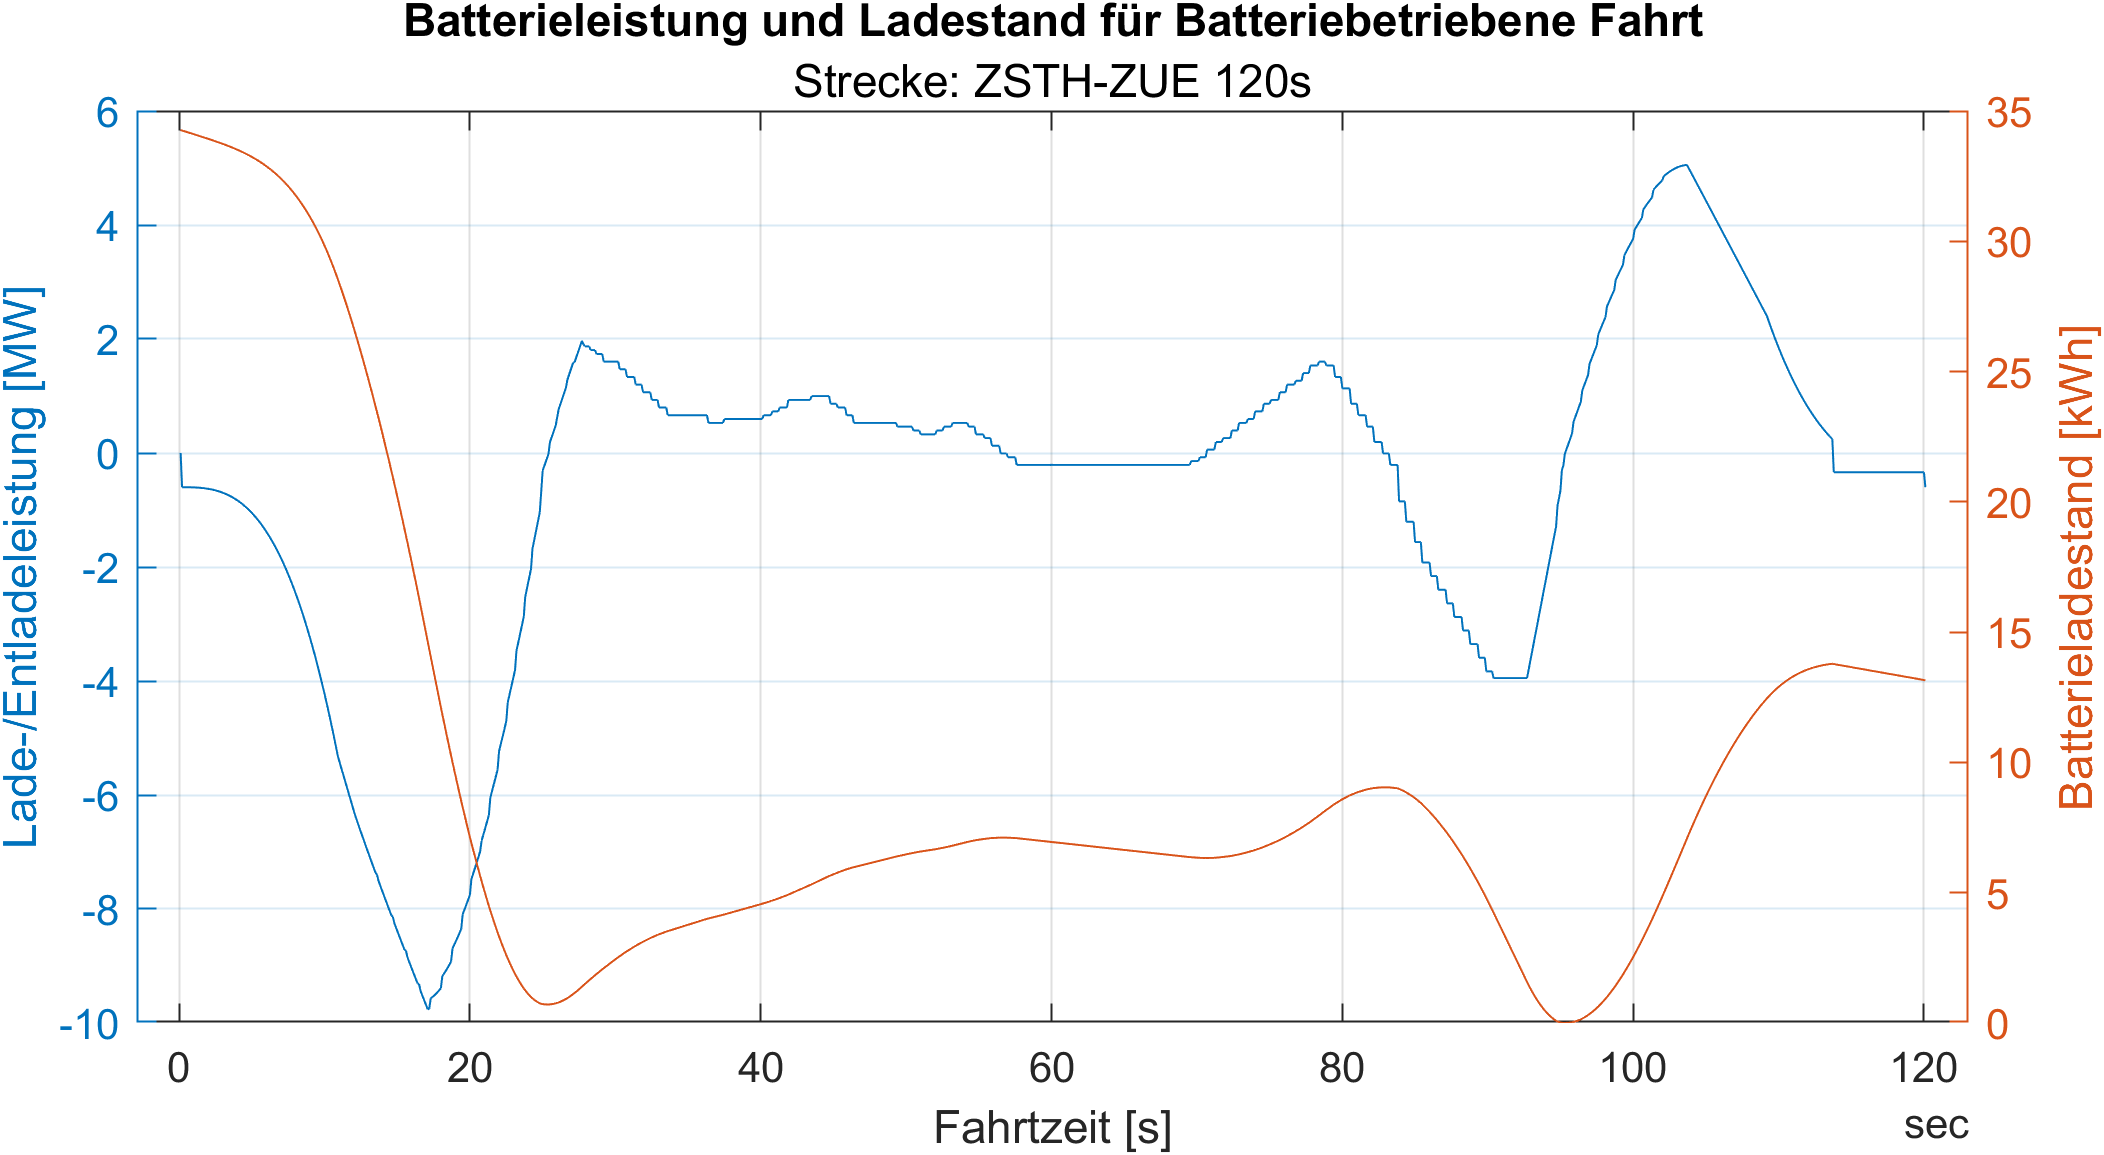 Batterieleistung und Ladestand für Batteriebetriebene Fahrt
Strecke: ZSTH-ZUE 120s
Lade-/Entladeleistung [MW]
6
4
2
0
-2
-4
-6
-8
-10
35
30
25
20
15
10
5
0
Batterieladestand [kWh]
0 20 40 60 80 100 120
Fahrtzeit [s]
sec